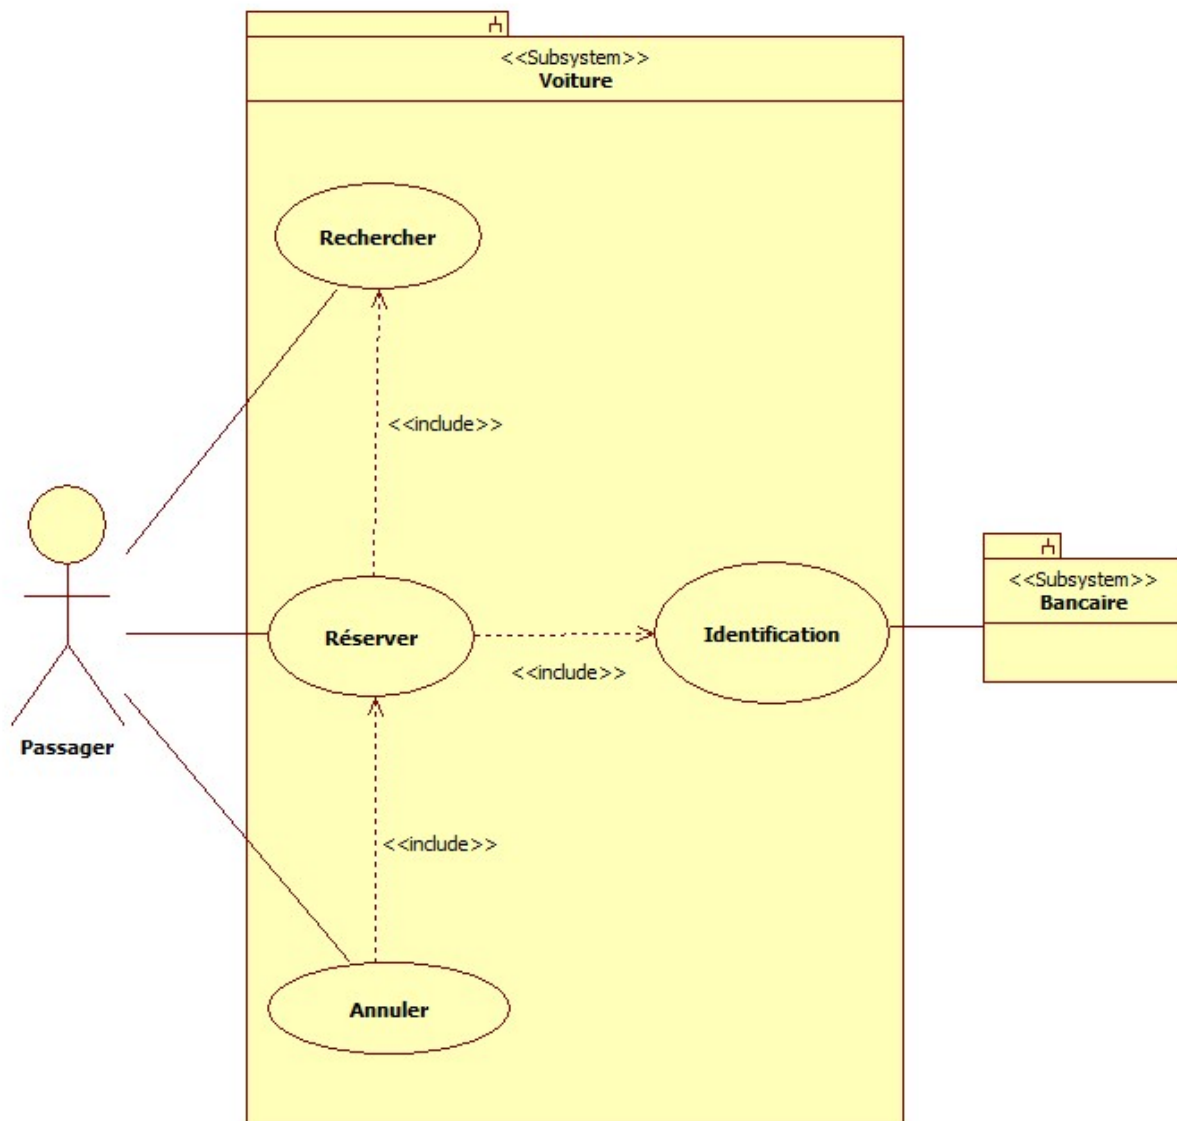 <<Subsystem>>
Voiture
Rechercher
<<include>>
<<Subsystem>>
Bancaire
Réserver
Identification
<<include>>
Passager
<<include>>
Annuler